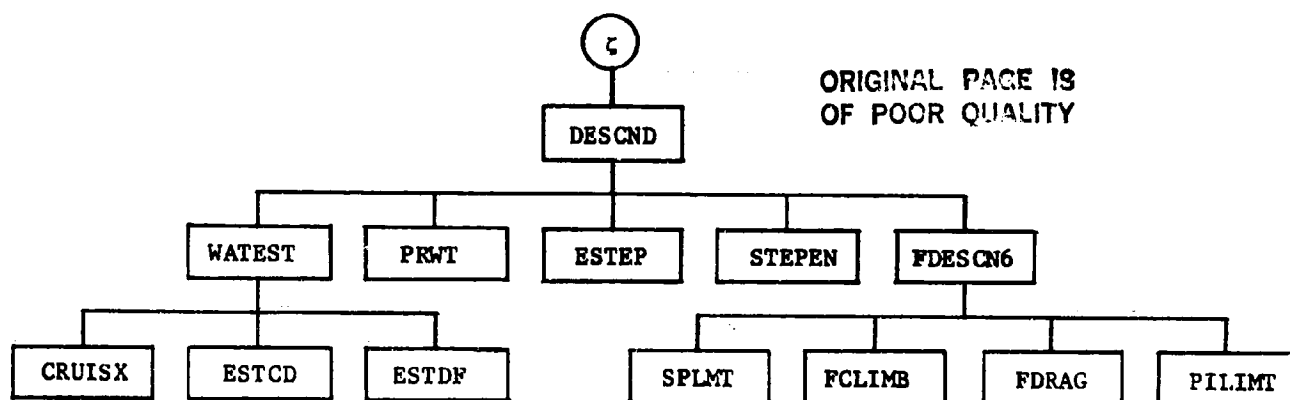 ζ
ORIGINAL PAGE IS
OF POOR QUALITY
DESCND
WATEST
PRWT
ESTEP
STEPEN
FDESCN6
CRUISX
ESTCD
ESTDF
SPLMT
FCLIMB
FDRAG
PILIMT